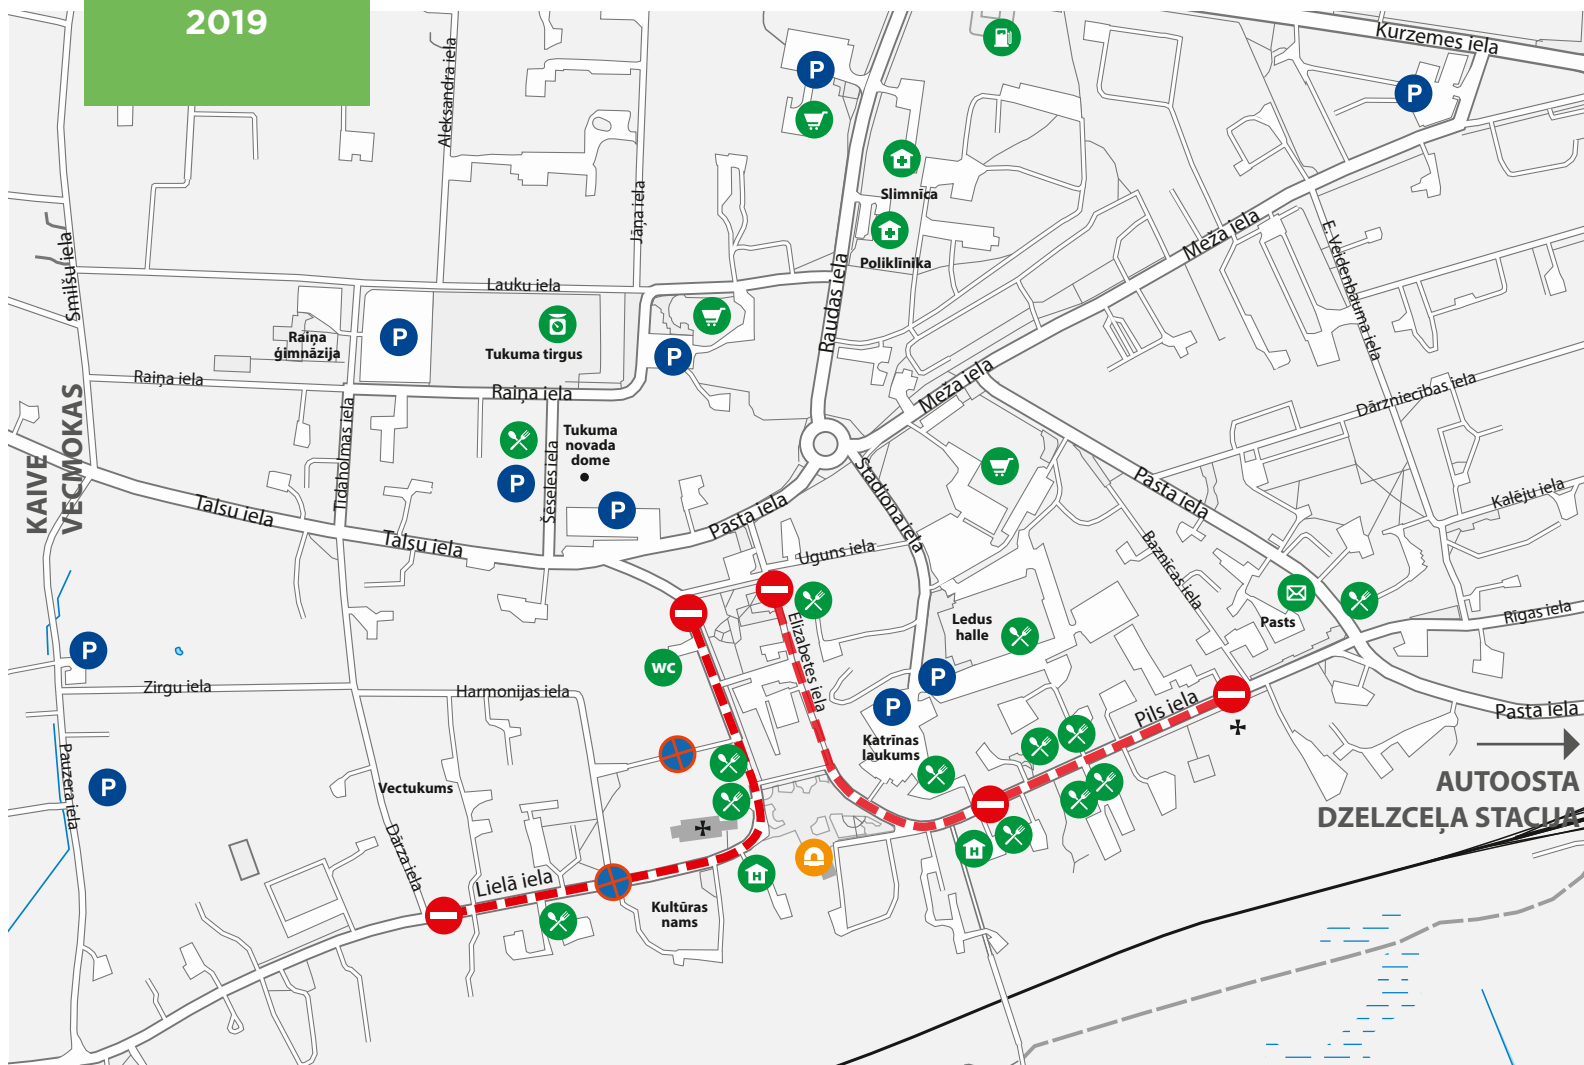 2019
Kurzemes iela
Aleksandra iela
P
P
Slimnīca
Jāņa iela
Smilšu iela
Poliklīnika
Meža iela
E. Veidenbauma iela
Raudas iela
Lauku iela
Raiņa
ģimnāzija
P
Tukuma tirgus
P
Raiņa iela
Raiņa iela
Meža iela
Dārzniecības iela
Tidaholmas iela
Šēseles iela
Tukuma
novada
dome
KAIVE
VECMOKAS
P
P
Talsu iela
Talsu iela
Pasta iela
Stadiona iela
Pasta iela
Kalēju iela
Uguns iela
Baznīcas iela
Elizabetes iela
Ledus
halle
Pasts
Rīgas iela
P
WC
P
P
Zirgu iela
Harmonijas iela
Pils iela
Pasta iela
Katrīnas
laukums
Pauzera iela
P
Vectukums
AUTOOSTA
DZELZCEĻA STACIJA
Dārza iela
Lielā iela
H
H
Kultūras
nams